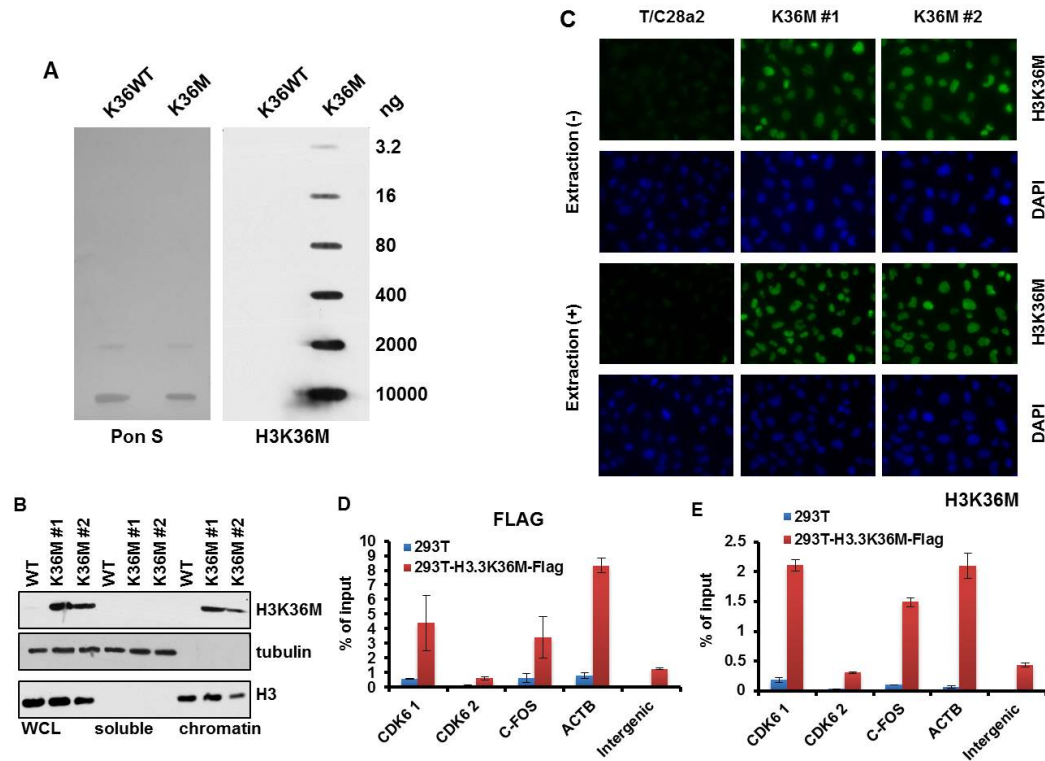 A
K36WT K36M K36WT K36M ng
3.2
16
80
400
2000
10000
Pon S H3K36M
B
WT K36M #1 K36M #2 WT K36M #1 K36M #2 WT K36M #1 K36M #2
H3K36M
tubulin
H3
WCL soluble chromatin
C
T/C28a2 K36M #1 K36M #2
Extraction (-)
H3K36M
DAPI
Extraction (+)
H3K36M
DAPI
D
FLAG
293T
293T-H3.3K36M-Flag
% of input
10
9
8
7
6
5
4
3
2
1
0
CDK6 1 CDK6 2 C-FOS ACTB Intergenic
E
H3K36M
293T
293T-H3.3K36M-Flag
% of input
2.5
2
1.5
1
0.5
0
CDK6 1 CDK6 2 C-FOS ACTB Intergenic